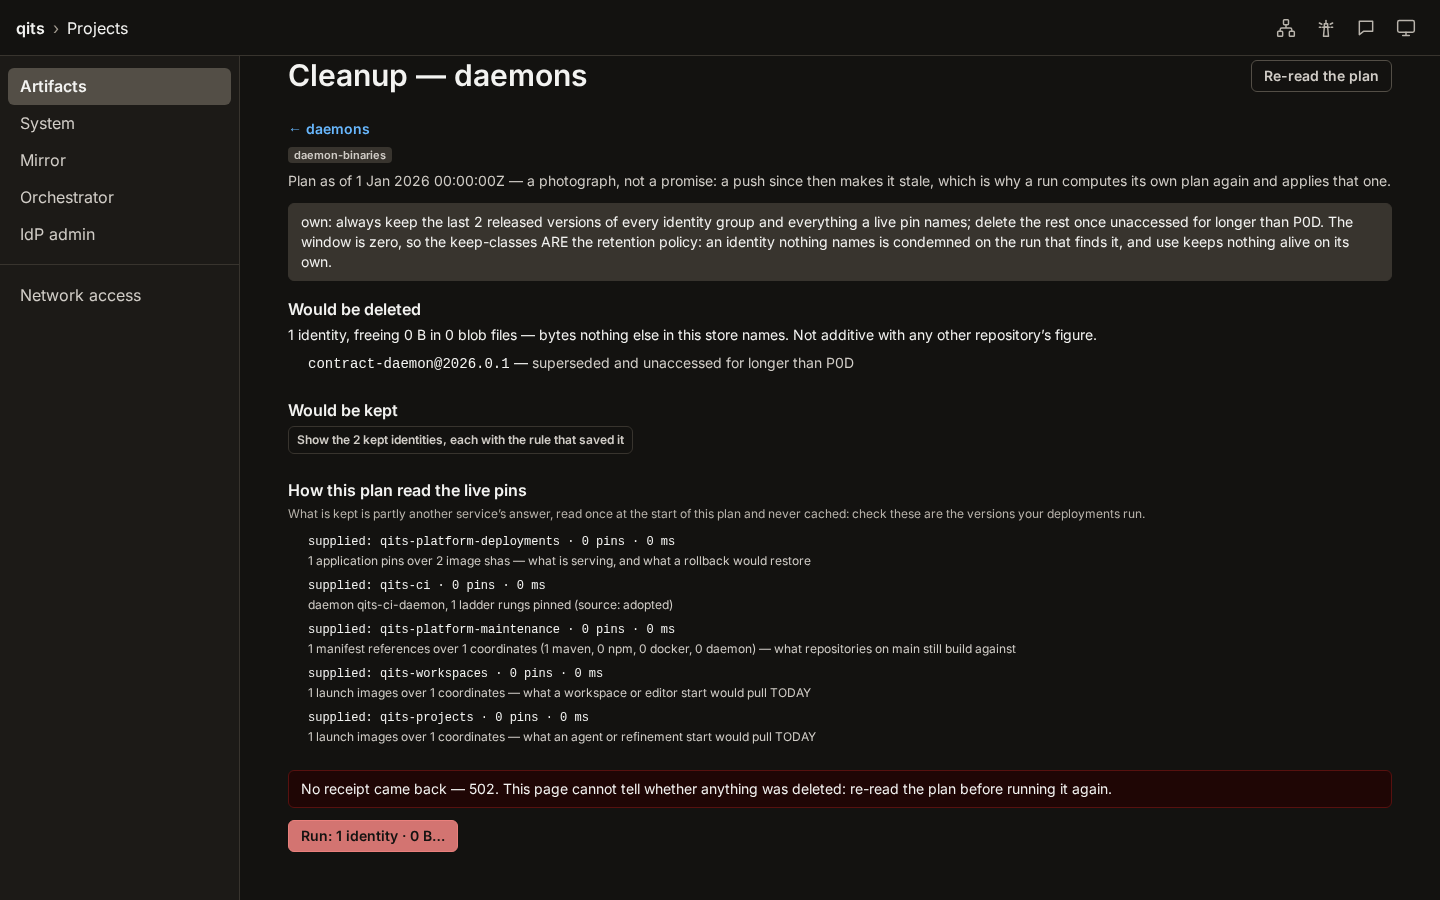 qits › Projects
Artifacts
System
Mirror
Orchestrator
IdP admin
Network access
Cleanup — daemons
Re-read the plan
← daemons
daemon-binaries
Plan as of 1 Jan 2026 00:00:00Z — a photograph, not a promise: a push since then makes it stale, which is why a run computes its own plan again and applies that one.
own: always keep the last 2 released versions of every identity group and everything a live pin names; delete the rest once unaccessed for longer than P0D. The
window is zero, so the keep-classes ARE the retention policy: an identity nothing names is condemned on the run that finds it, and use keeps nothing alive on its
own.
Would be deleted
1 identity, freeing 0 B in 0 blob files — bytes nothing else in this store names. Not additive with any other repository’s figure.
contract-daemon@2026.0.1 — superseded and unaccessed for longer than P0D
Would be kept
Show the 2 kept identities, each with the rule that saved it
How this plan read the live pins
What is kept is partly another service’s answer, read once at the start of this plan and never cached: check these are the versions your deployments run.
supplied: qits-platform-deployments · 0 pins · 0 ms
1 application pins over 2 image shas — what is serving, and what a rollback would restore
supplied: qits-ci · 0 pins · 0 ms
daemon qits-ci-daemon, 1 ladder rungs pinned (source: adopted)
supplied: qits-platform-maintenance · 0 pins · 0 ms
1 manifest references over 1 coordinates (1 maven, 0 npm, 0 docker, 0 daemon) — what repositories on main still build against
supplied: qits-workspaces · 0 pins · 0 ms
1 launch images over 1 coordinates — what a workspace or editor start would pull TODAY
supplied: qits-projects · 0 pins · 0 ms
1 launch images over 1 coordinates — what an agent or refinement start would pull TODAY
No receipt came back — 502. This page cannot tell whether anything was deleted: re-read the plan before running it again.
Run: 1 identity · 0 B…